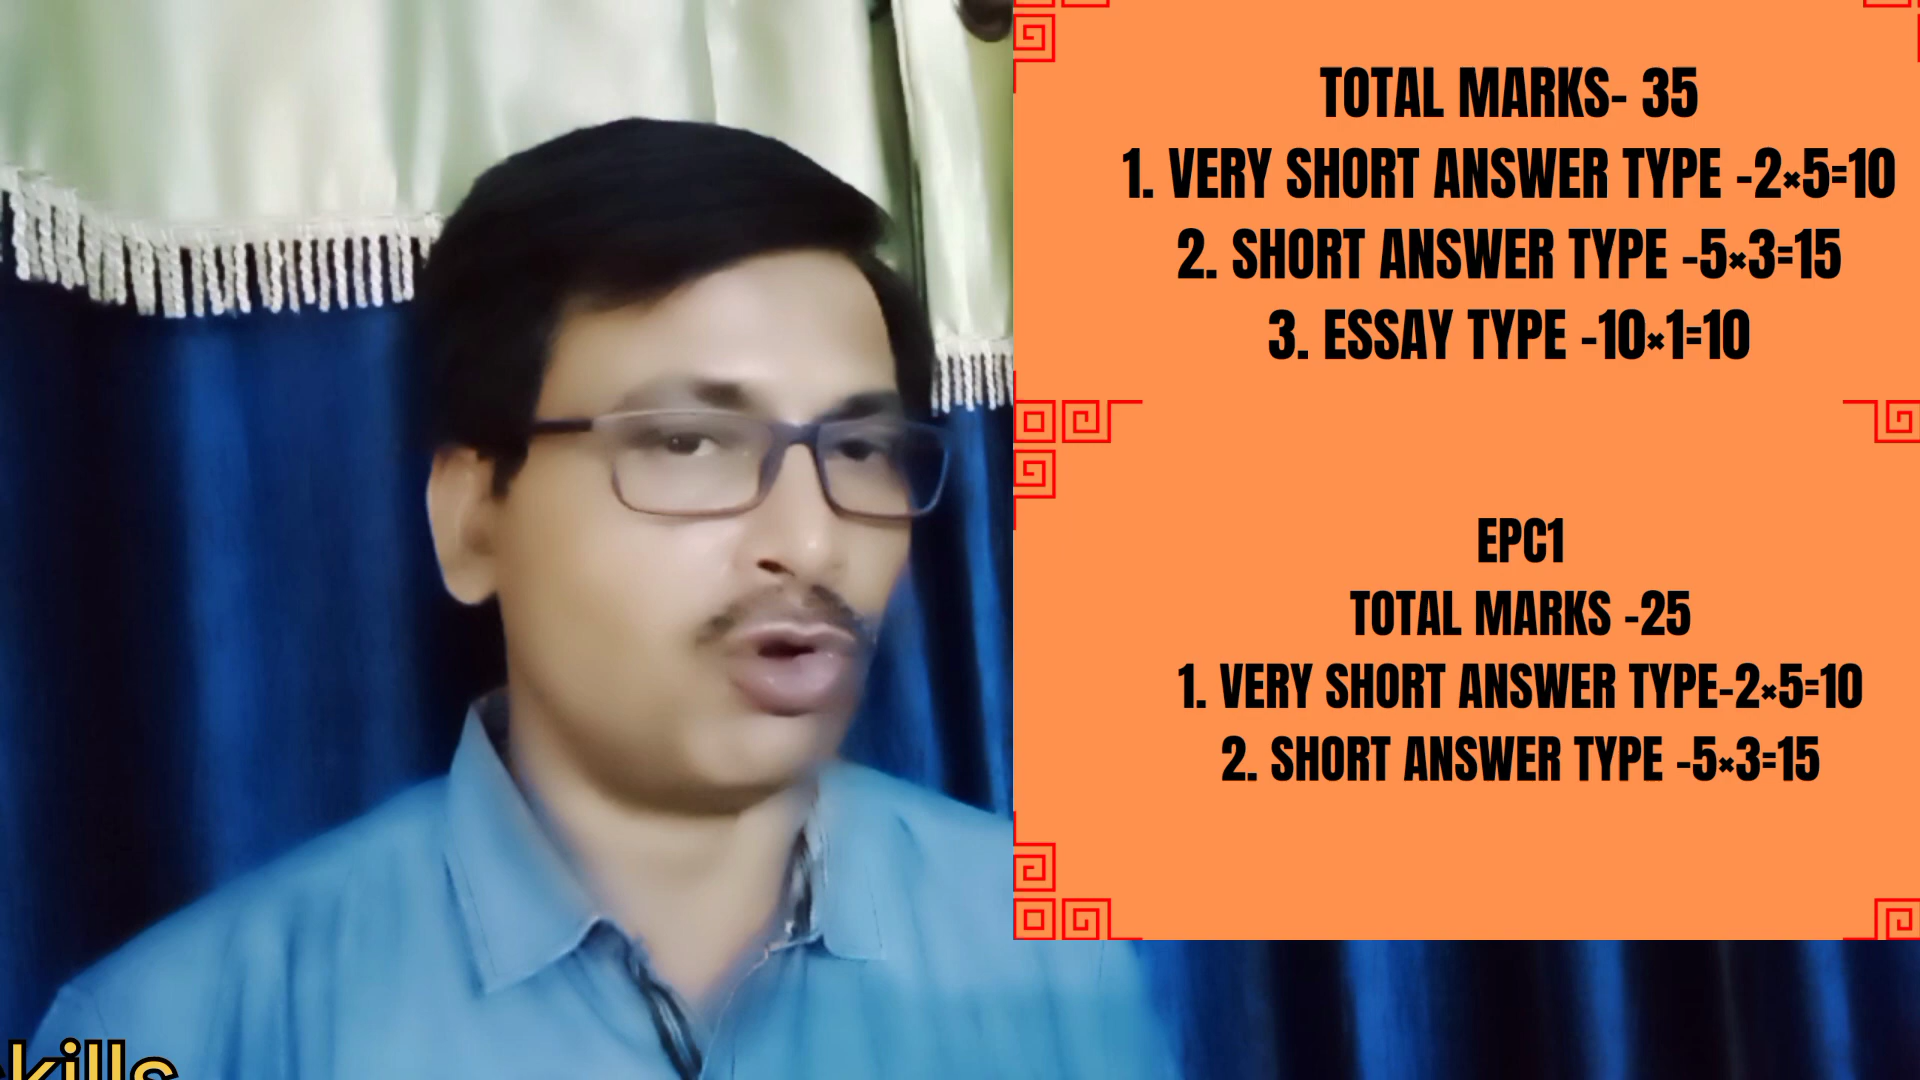 TOTAL MARKS- 35
1. VERY SHORT ANSWER TYPE -2×5=10
2. SHORT ANSWER TYPE -5×3=15
3. ESSAY TYPE -10×1=10
EPC1
TOTAL MARKS -25
1. VERY SHORT ANSWER TYPE-2×5=10
2. SHORT ANSWER TYPE -5×3=15
kills